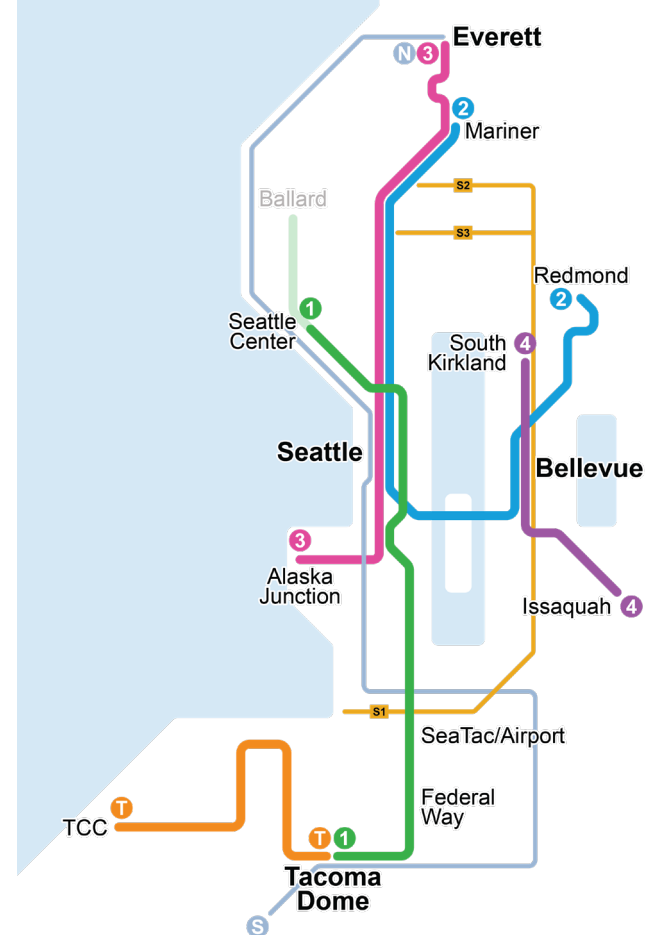 Everett
N 3
2
Mariner
S2
Ballard
S3
Redmond
2
1
Seattle
Center
South
Kirkland
4
Seattle
Bellevue
3
Alaska
Junction
Issaquah 4
S1
SeaTac/Airport
Federal
Way
T
TCC
T 1
Tacoma
Dome
S